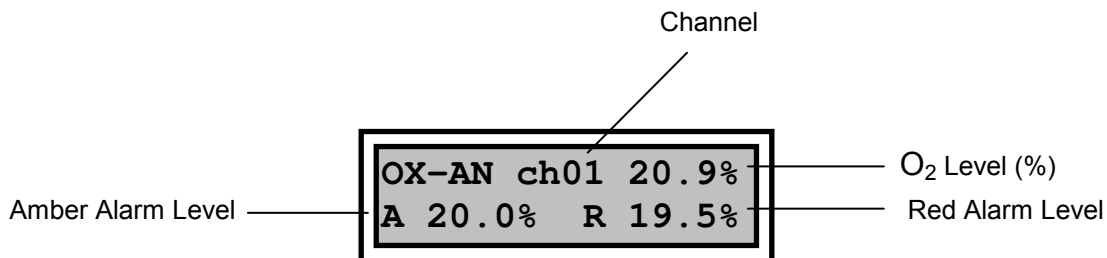 Channel
OX-AN ch01 20.9%
O2 Level (%)
Amber Alarm Level
A 20.0% R 19.5%
Red Alarm Level